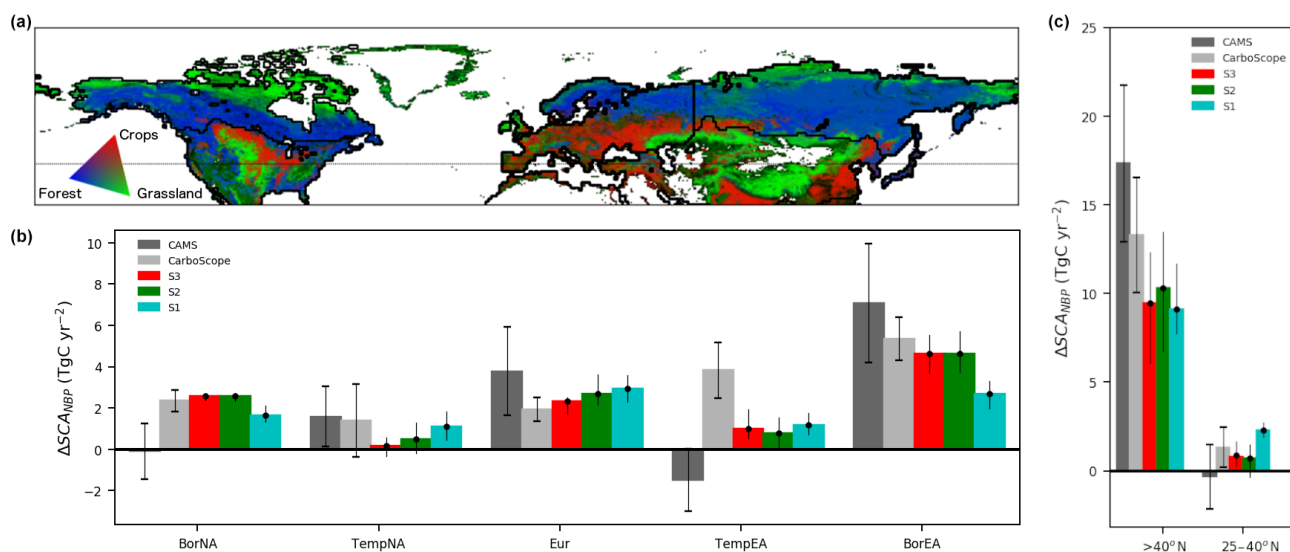 (a)
Crops
Forest
Grassland
(b)
ΔSCA_NBP (TgC yr⁻²)
10
8
6
4
2
0
−2
CAMS
CarboScope
S3
S2
S1
BorNA
TempNA
Eur
TempEA
BorEA
(c)
ΔSCA_NBP (TgC yr⁻²)
25
20
15
10
5
0
CAMS
CarboScope
S3
S2
S1
>40°N
25–40°N